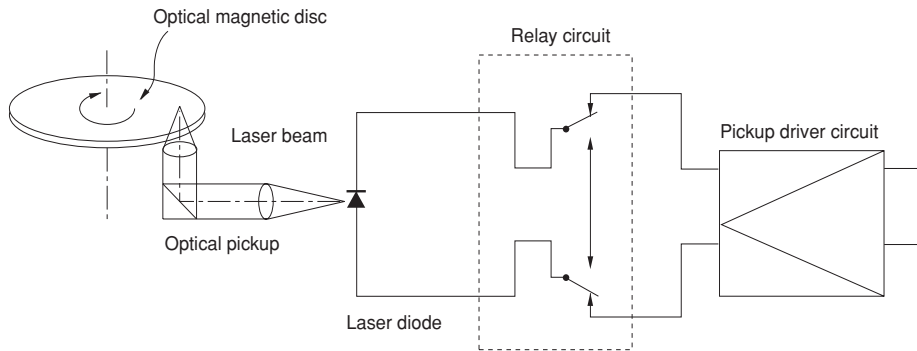 Optical magnetic disc
Relay circuit
Laser beam
Pickup driver circuit
Optical pickup
Laser diode